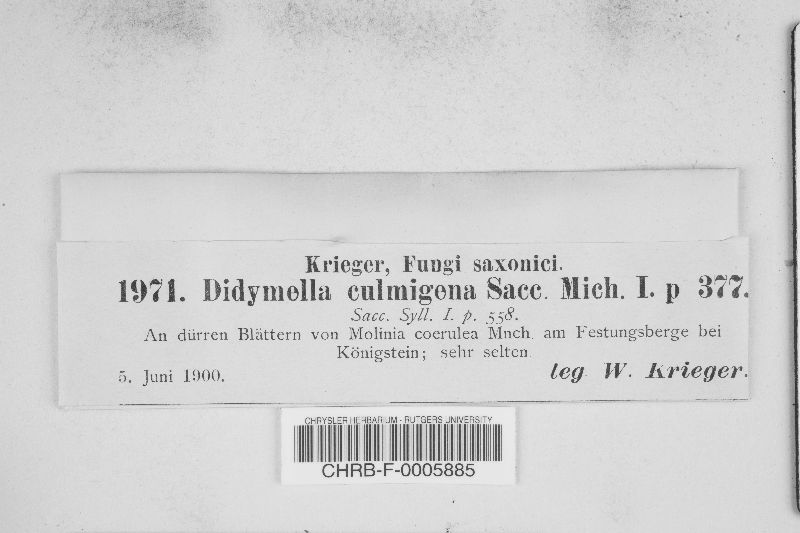 Krieger, Fungi saxonici.
1971. Didymella culmigena Sacc. Mich. I. p 377.
Sacc. Syll. I. p. 558.
An dürren Blättern von Molinia coerulea Mnch. am Festungsberge bei
Königstein; sehr selten.
5. Juni 1900.
leg. W. Krieger.
CHRYSLER HERBARIUM - RUTGERS UNIVERSITY
CHRB-F-0005885